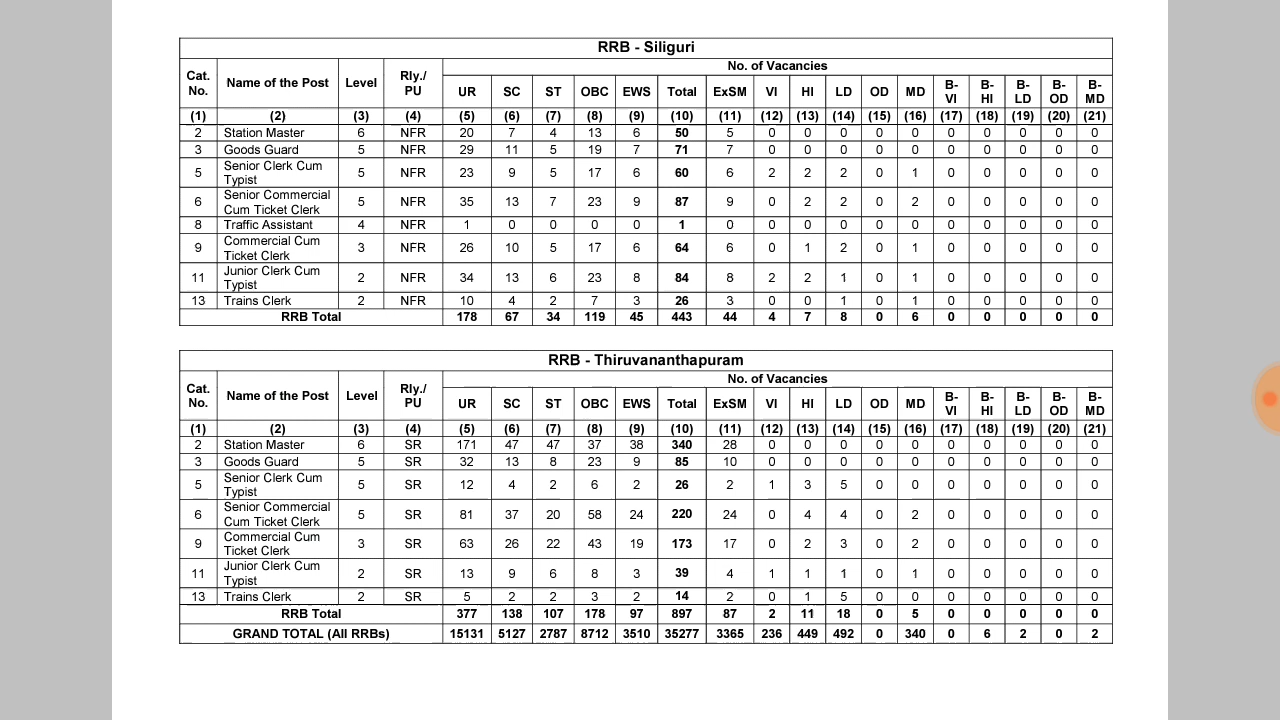 RRB - Siliguri
Cat. No. Name of the Post Level Rly./ PU No. of Vacancies
UR SC ST OBC EWS Total ExSM VI HI LD OD MD B-VI B-HI B-LD B-OD B-MD
(1) (2) (3) (4) (5) (6) (7) (8) (9) (10) (11) (12) (13) (14) (15) (16) (17) (18) (19) (20) (21)
2 Station Master 6 NFR 20 7 4 13 6 50 5 0 0 0 0 0 0 0 0 0 0
3 Goods Guard 5 NFR 29 11 5 19 7 71 7 0 0 0 0 0 0 0 0 0 0
5 Senior Clerk Cum Typist 5 NFR 23 9 5 17 6 60 6 2 2 2 0 1 0 0 0 0 0
6 Senior Commercial Cum Ticket Clerk 5 NFR 35 13 7 23 9 87 9 0 2 2 0 2 0 0 0 0 0
8 Traffic Assistant 4 NFR 1 0 0 0 0 1 0 0 0 0 0 0 0 0 0 0 0
9 Commercial Cum Ticket Clerk 3 NFR 26 10 5 17 6 64 6 0 1 2 0 1 0 0 0 0 0
11 Junior Clerk Cum Typist 2 NFR 34 13 6 23 8 84 8 2 2 1 0 1 0 0 0 0 0
13 Trains Clerk 2 NFR 10 4 2 7 3 26 3 0 0 1 0 1 0 0 0 0 0
RRB Total 178 67 34 119 45 443 44 4 7 8 0 6 0 0 0 0 0
RRB - Thiruvananthapuram
Cat. No. Name of the Post Level Rly./ PU No. of Vacancies
UR SC ST OBC EWS Total ExSM VI HI LD OD MD B-VI B-HI B-LD B-OD B-MD
(1) (2) (3) (4) (5) (6) (7) (8) (9) (10) (11) (12) (13) (14) (15) (16) (17) (18) (19) (20) (21)
2 Station Master 6 SR 171 47 47 37 38 340 28 0 0 0 0 0 0 0 0 0 0
3 Goods Guard 5 SR 32 13 8 23 9 85 10 0 0 0 0 0 0 0 0 0 0
5 Senior Clerk Cum Typist 5 SR 12 4 2 6 2 26 2 1 3 5 0 0 0 0 0 0 0
6 Senior Commercial Cum Ticket Clerk 5 SR 81 37 20 58 24 220 24 0 4 4 0 2 0 0 0 0 0
9 Commercial Cum Ticket Clerk 3 SR 63 26 22 43 19 173 17 0 2 3 0 2 0 0 0 0 0
11 Junior Clerk Cum Typist 2 SR 13 9 6 8 3 39 4 1 1 1 0 1 0 0 0 0 0
13 Trains Clerk 2 SR 5 2 2 3 2 14 2 0 1 5 0 0 0 0 0 0 0
RRB Total 377 138 107 178 97 897 87 2 11 18 0 5 0 0 0 0 0
GRAND TOTAL (All RRBs) 15131 5127 2787 8712 3510 35277 3365 236 449 492 0 340 0 6 2 0 2